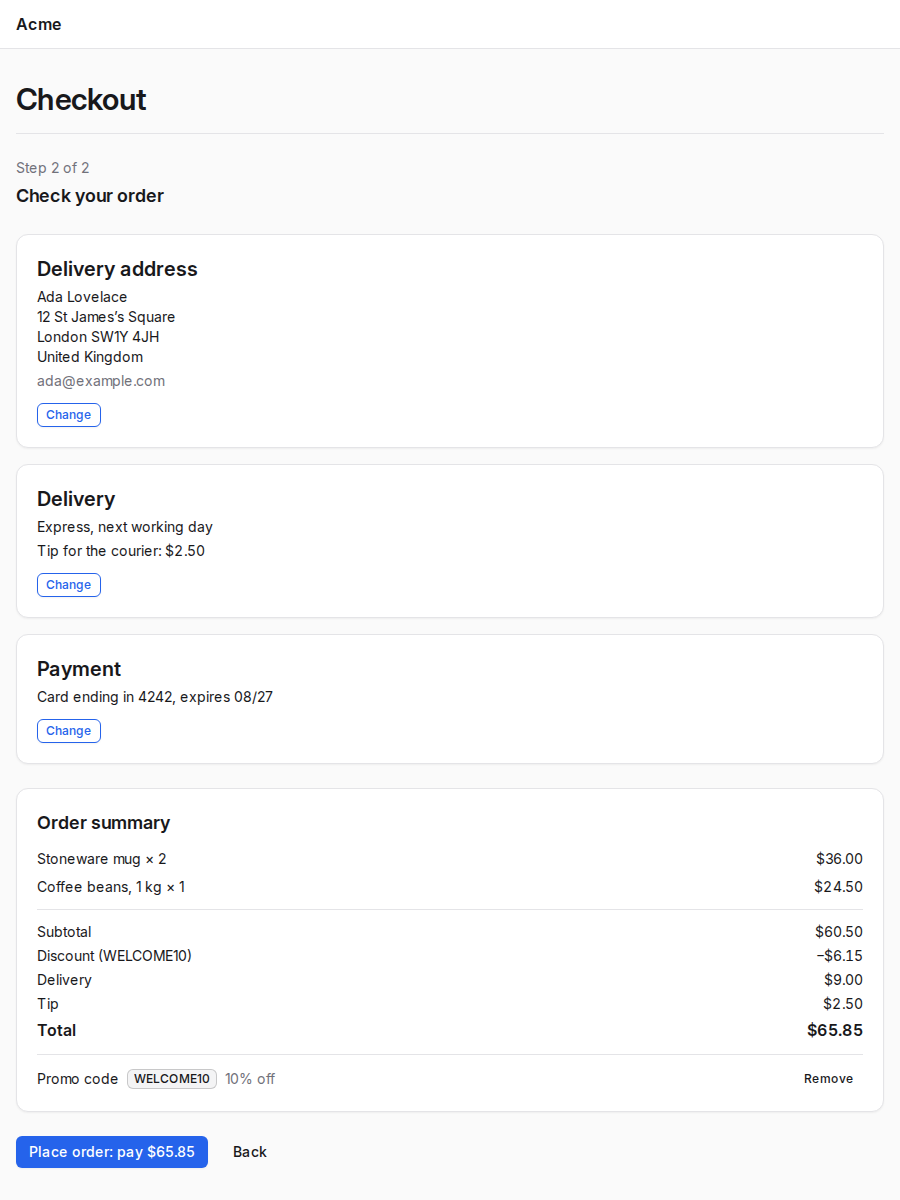 Acme
Checkout
Step 2 of 2
Check your order
Delivery address
Ada Lovelace
12 St James’s Square
London SW1Y 4JH
United Kingdom
ada@example.com
Change
Delivery
Express, next working day
Tip for the courier: $2.50
Change
Payment
Card ending in 4242, expires 08/27
Change
Order summary
Stoneware mug × 2 $36.00
Coffee beans, 1 kg × 1 $24.50
Subtotal $60.50
Discount (WELCOME10) −$6.15
Delivery $9.00
Tip $2.50
Total $65.85
Promo code WELCOME10 10% off Remove
Place order: pay $65.85 Back